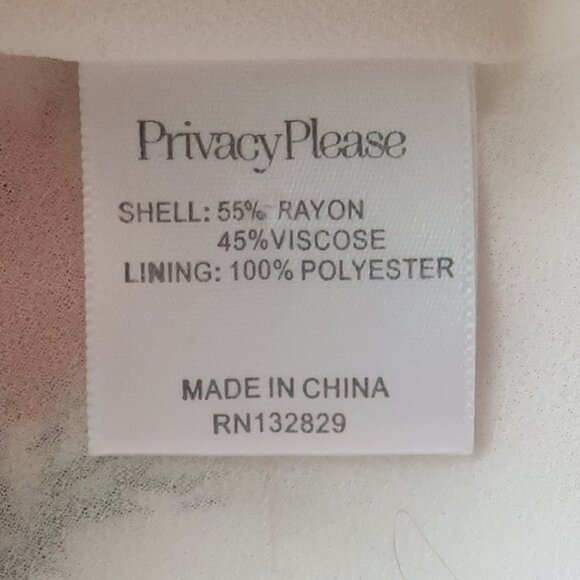 PrivacyPlease
SHELL: 55% RAYON
45%VISCOSE
LINING: 100% POLYESTER
MADE IN CHINA
RN132829